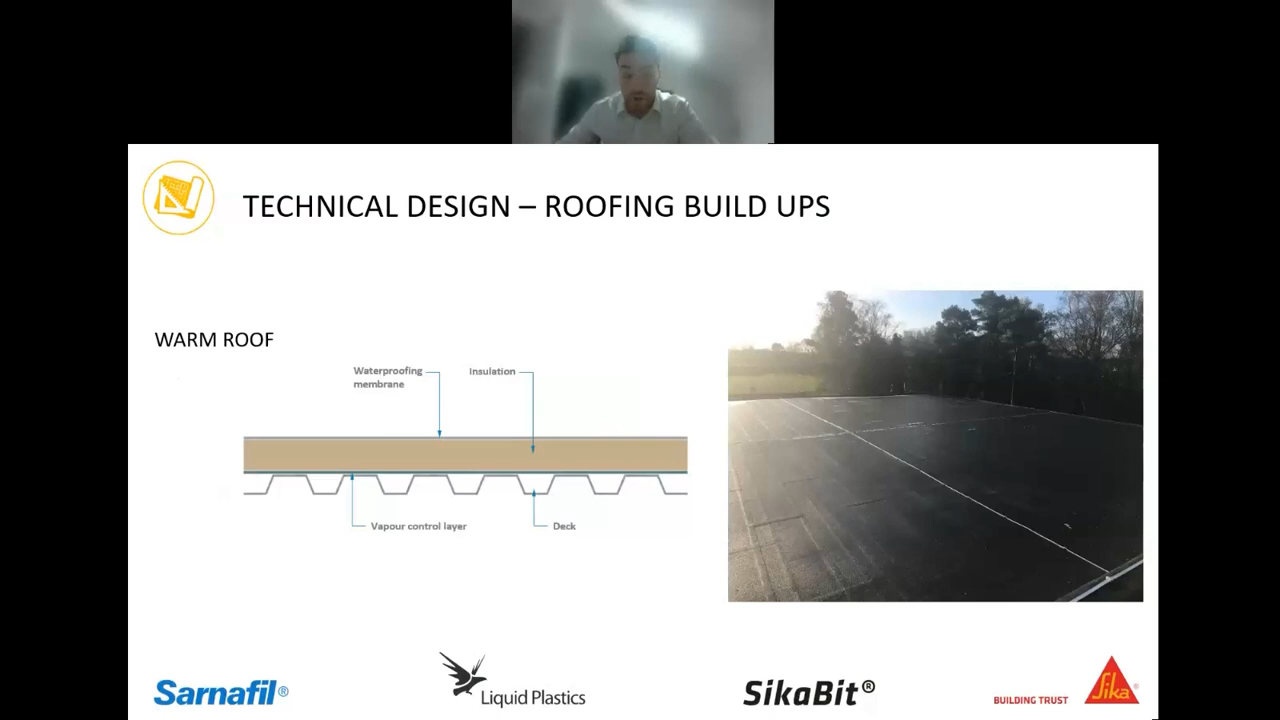 TECHNICAL DESIGN – ROOFING BUILD UPS
WARM ROOF
Waterproofing
membrane
Insulation
Vapour control layer
Deck
Sarnafil®
Liquid Plastics
SikaBit®
BUILDING TRUST
Sika®